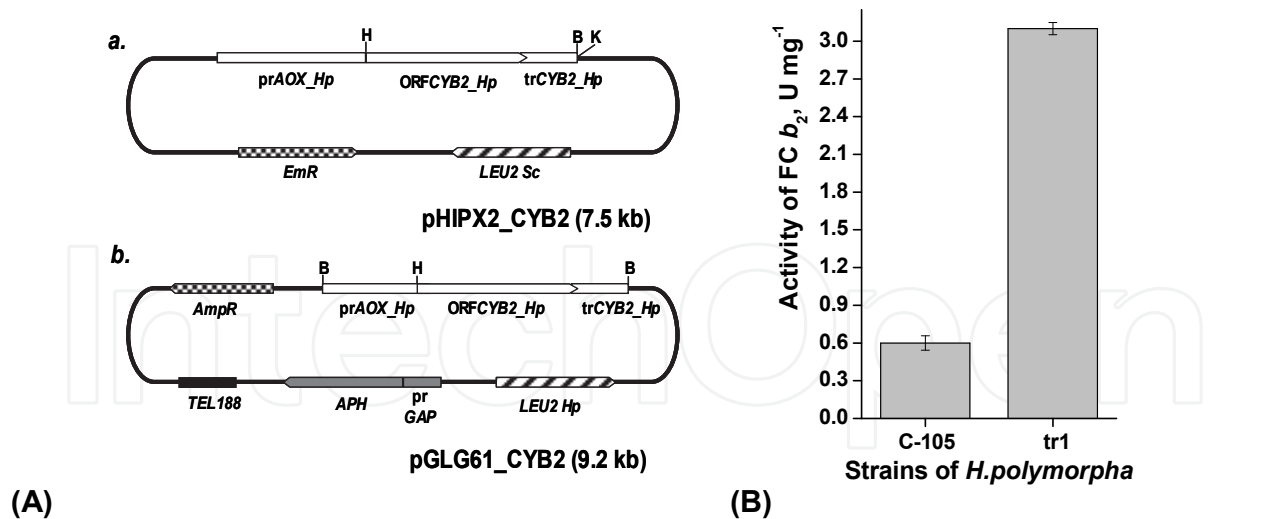 a.
H
B K
prAOX_Hp
ORFCYB2_Hp
trCYB2_Hp
EmR
LEU2 Sc
pHIPX2_CYB2 (7.5 kb)
b.
B
H
B
AmpR
prAOX_Hp
ORFCYB2_Hp
trCYB2_Hp
TEL188
APH
pr
GAP
LEU2 Hp
pGLG61_CYB2 (9.2 kb)
(A)
Activity of FC b₂, U mg⁻¹
3.0
2.7
2.4
2.1
1.8
1.5
1.2
0.9
0.6
0.3
0.0
C-105
tr1
Strains of H.polymorpha
(B)
IntechOpen